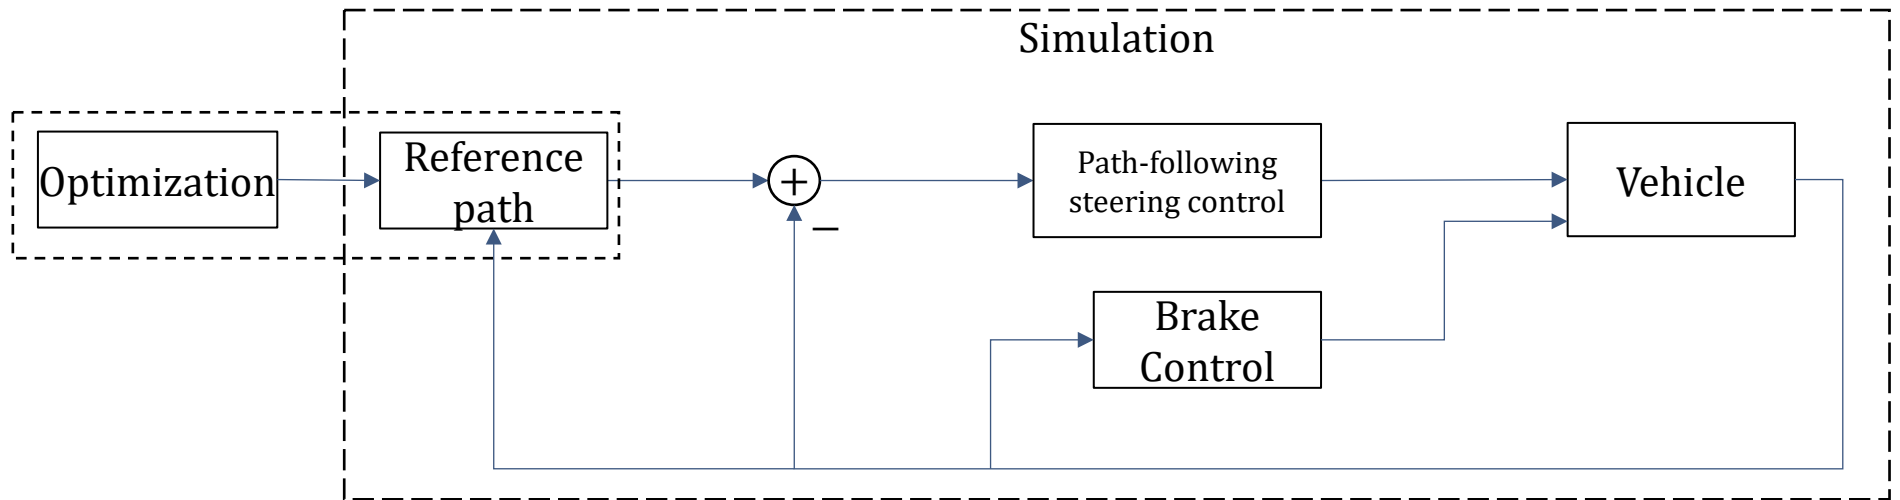 Simulation
Optimization
Reference
path
+
−
Path-following
steering control
Vehicle
Brake
Control